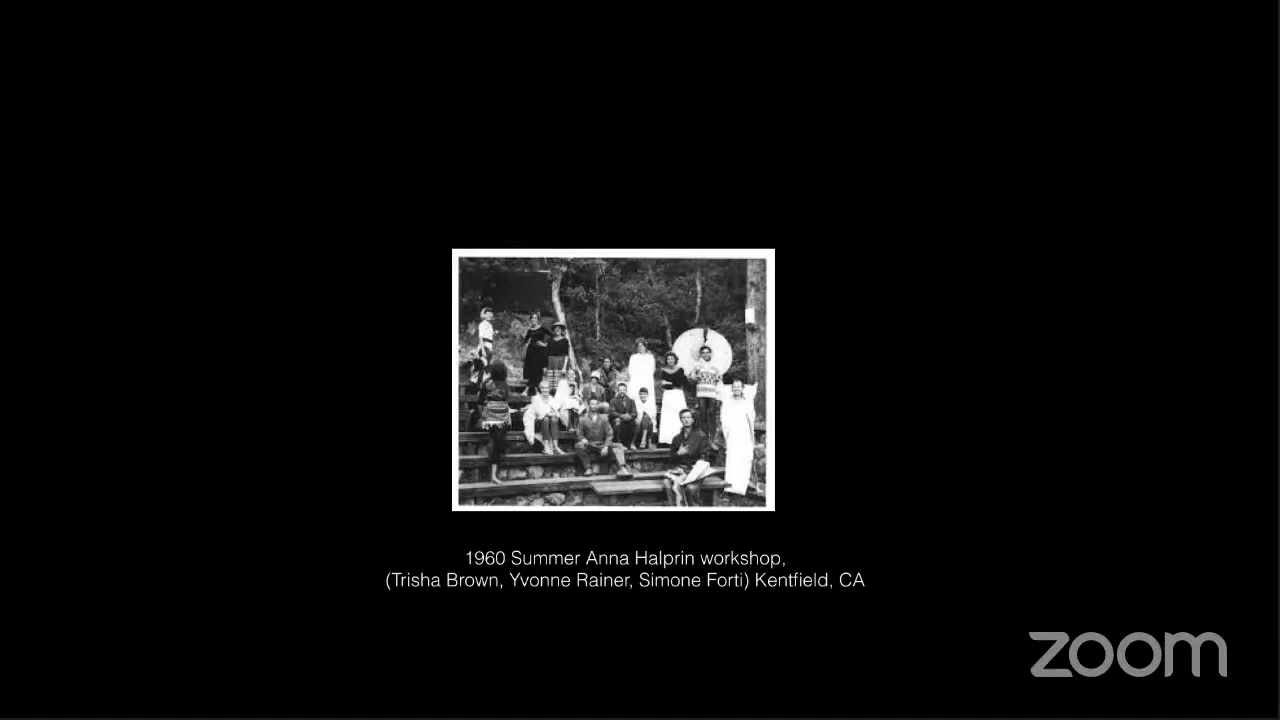 1960 Summer Anna Halprin workshop,
(Trisha Brown, Yvonne Rainer, Simone Forti) Kentfield, CA
zoom